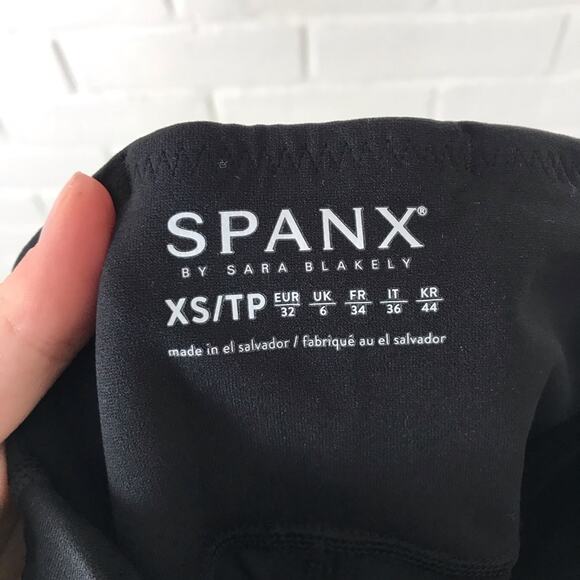 SPANX®
BY SARA BLAKELY
XS/TP EUR 32 UK 6 FR 34 IT 36 KR 44
made in el salvador / fabriqué au el salvador